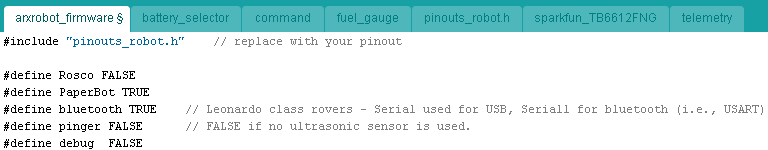 arxrobot_firmware § battery_selector command fuel_gauge pinouts_robot.h sparkfun_TB6612FNG telemetry
#include "pinouts_robot.h" // replace with your pinout
#define Rosco FALSE
#define PaperBot TRUE
#define bluetooth TRUE // Leonardo class rovers - Serial used for USB, Serial1 for bluetooth (i.e., USART)
#define pinger FALSE // FALSE if no ultrasonic sensor is used.
#define debug FALSE